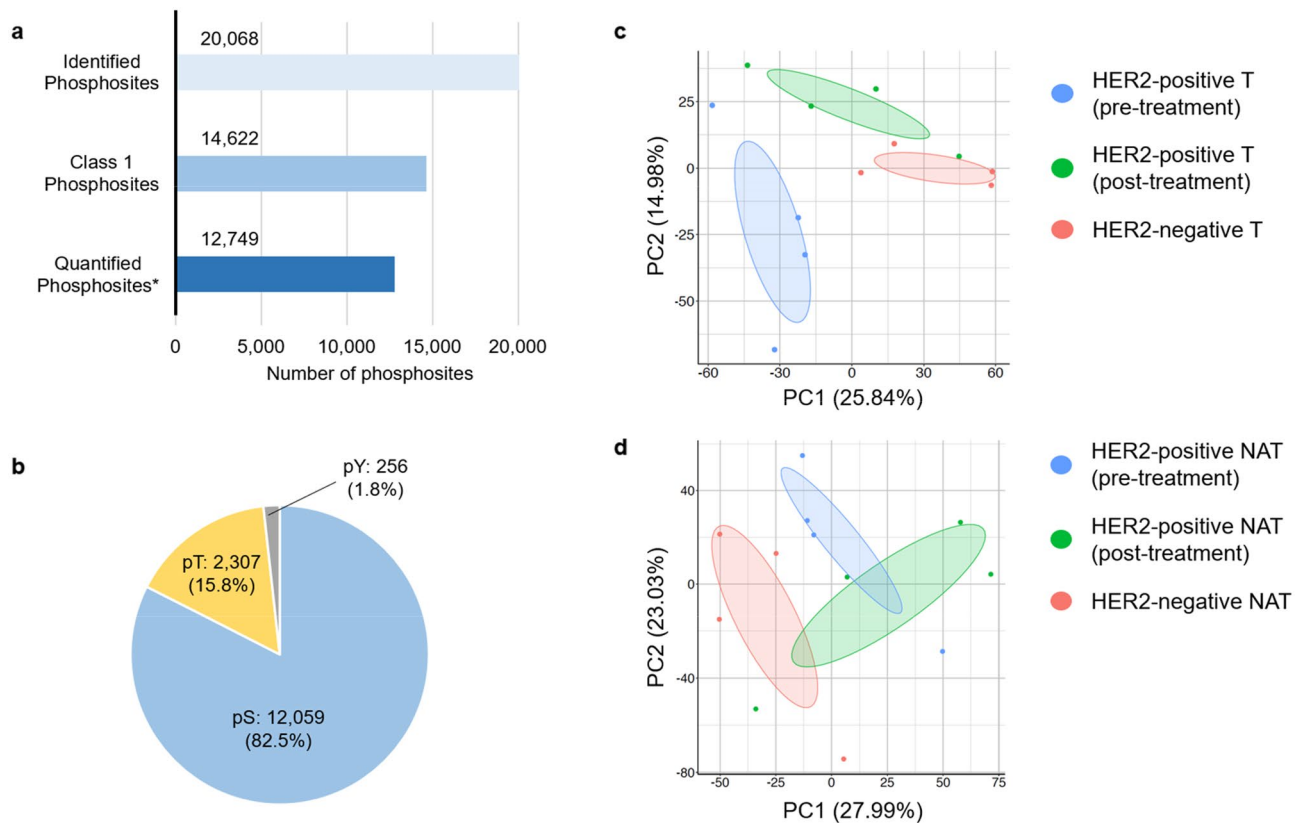 a
20,068
Identified
Phosphosites
14,622
Class 1
Phosphosites
12,749
Quantified
Phosphosites*
0 5,000 10,000 15,000 20,000
Number of phosphosites
b
pY: 256
(1.8%)
pT: 2,307
(15.8%)
pS: 12,059
(82.5%)
c
25
0
-25
-50
PC2 (14.98%)
-60 -30 0 30 60
PC1 (25.84%)
HER2-positive T
(pre-treatment)
HER2-positive T
(post-treatment)
HER2-negative T
d
40
0
-40
-80
PC2 (23.03%)
-50 -25 0 25 50 75
PC1 (27.99%)
HER2-positive NAT
(pre-treatment)
HER2-positive NAT
(post-treatment)
HER2-negative NAT